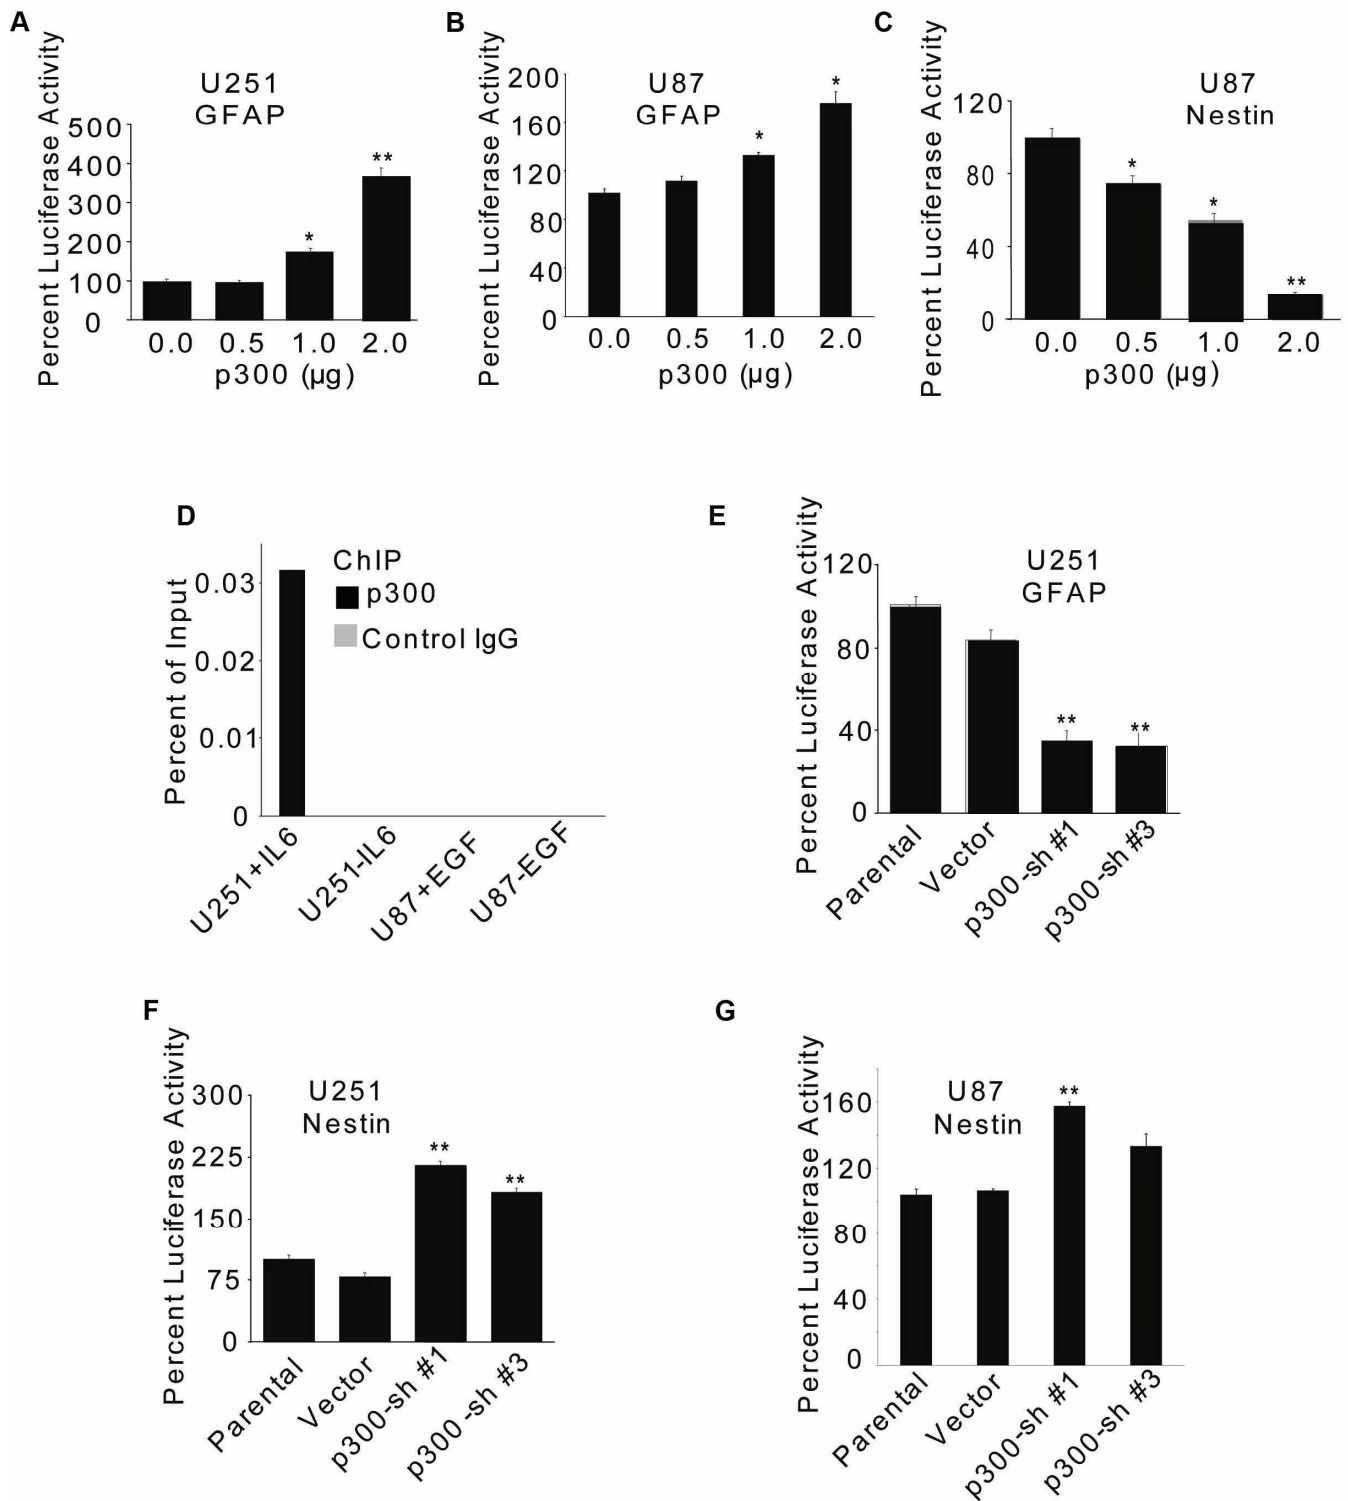 A
Percent Luciferase Activity
U251
GFAP
500
400
300
200
100
0
*
**
0.0 0.5 1.0 2.0
p300 (µg)
B
Percent Luciferase Activity
U87
GFAP
200
160
120
80
40
0
*
*
0.0 0.5 1.0 2.0
p300 (µg)
C
Percent Luciferase Activity
U87
Nestin
120
80
40
0
*
*
**
0.0 0.5 1.0 2.0
p300 (µg)
D
Percent of Input
0.03
0.02
0.01
0
ChIP
p300
Control IgG
U251+IL6
U251-IL6
U87+EGF
U87-EGF
E
Percent Luciferase Activity
U251
GFAP
120
80
40
0
**
**
Parental
Vector
p300-sh #1
p300-sh #3
F
Percent Luciferase Activity
U251
Nestin
300
225
150
75
0
**
**
Parental
Vector
p300-sh #1
p300 -sh #3
G
Percent Luciferase Activity
U87
Nestin
160
120
80
40
0
**
Parental
Vector
p300-sh #1
p300-sh #3